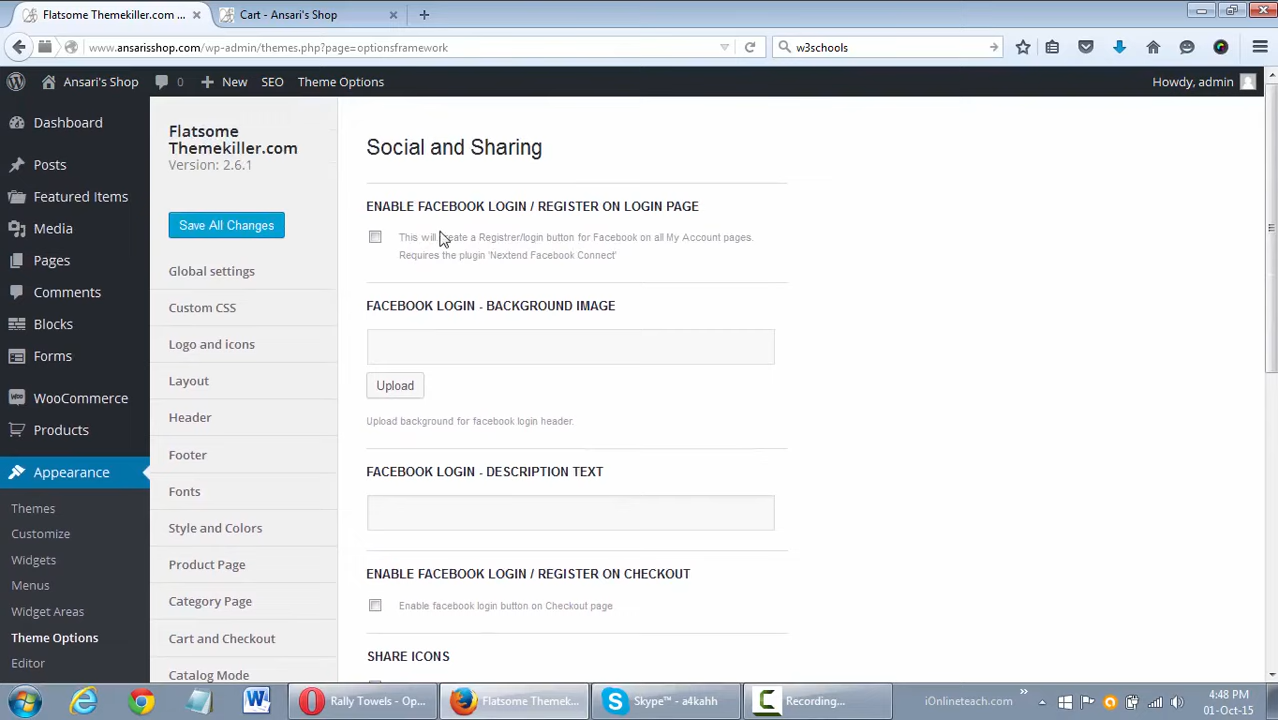 Flatsome Themekiller.com ...
Cart - Ansari's Shop
www.ansarisshop.com/wp-admin/themes.php?page=optionsframework
w3schools
Ansari's Shop
0
New
SEO
Theme Options
Howdy, admin
Dashboard
Posts
Featured Items
Media
Pages
Comments
Blocks
Forms
WooCommerce
Products
Appearance
Themes
Customize
Widgets
Menus
Widget Areas
Theme Options
Editor
Flatsome
Themekiller.com
Version: 2.6.1
Save All Changes
Global settings
Custom CSS
Logo and icons
Layout
Header
Footer
Fonts
Style and Colors
Product Page
Category Page
Cart and Checkout
Catalog Mode
Social and Sharing
ENABLE FACEBOOK LOGIN / REGISTER ON LOGIN PAGE
This will create a Registrer/login button for Facebook on all My Account pages.
Requires the plugin 'Nextend Facebook Connect'
FACEBOOK LOGIN - BACKGROUND IMAGE
Upload
Upload background for facebook login header.
FACEBOOK LOGIN - DESCRIPTION TEXT
ENABLE FACEBOOK LOGIN / REGISTER ON CHECKOUT
Enable facebook login button on Checkout page
SHARE ICONS
Rally Towels - Op...
Flatsome Themek...
Skype™ - a4kahh
Recording...
iOnlineteach.com
4:48 PM
01-Oct-15